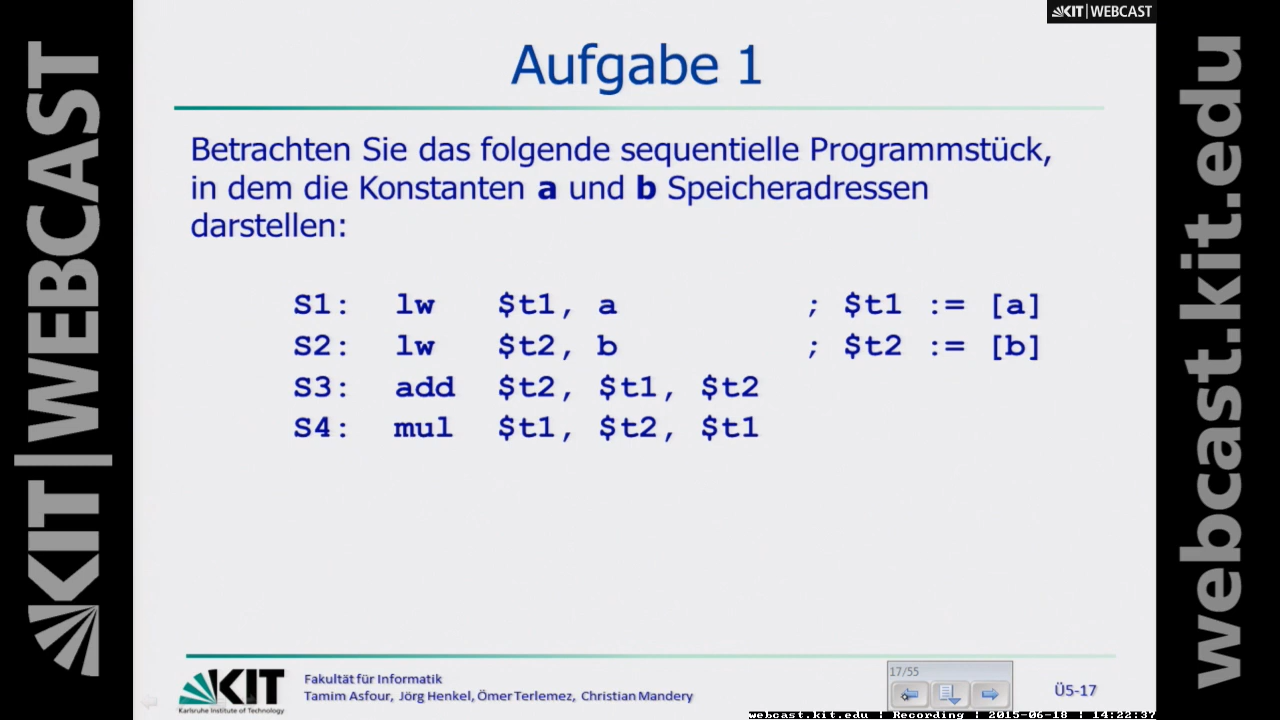 KIT | WEBCAST
Aufgabe 1
Betrachten Sie das folgende sequentielle Programmstück,
in dem die Konstanten a und b Speicheradressen
darstellen:
S1: lw $t1, a ; $t1 := [a]
S2: lw $t2, b ; $t2 := [b]
S3: add $t2, $t1, $t2
S4: mul $t1, $t2, $t1
KIT
Karlsruhe Institute of Technology
Fakultät für Informatik
Tamim Asfour, Jörg Henkel, Ömer Terlemez, Christian Mandery
17/55
Ü5-17
webcast.kit.edu | Recording | 2015-06-18 | 14:22:37
KIT | WEBCAST
webcast.kit.edu